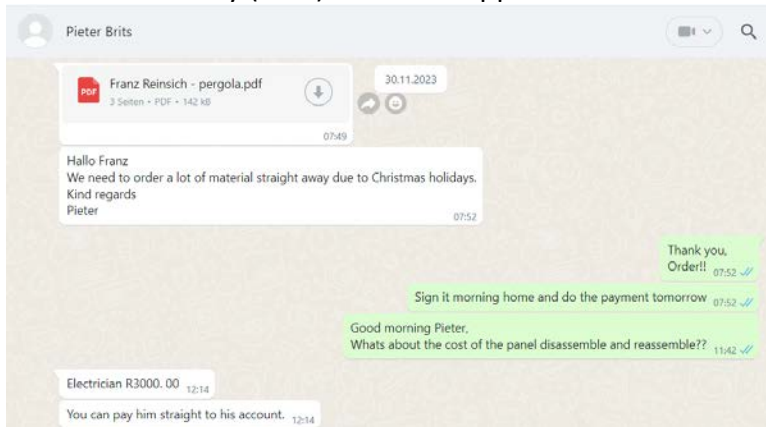 Pieter Brits
30.11.2023
PDF
Franz Reinsich - pergola.pdf
3 Seiten • PDF • 142 kB
07:49
Hallo Franz
We need to order a lot of material straight away due to Christmas holidays.
Kind regards
Pieter
07:52
Thank you,
Order!! 07:52
Sign it morning home and do the payment tomorrow 07:52
Good morning Pieter,
Whats about the cost of the panel disassemble and reassemble?? 11:42
Electrician R3000. 00 12:14
You can pay him straight to his account. 12:14